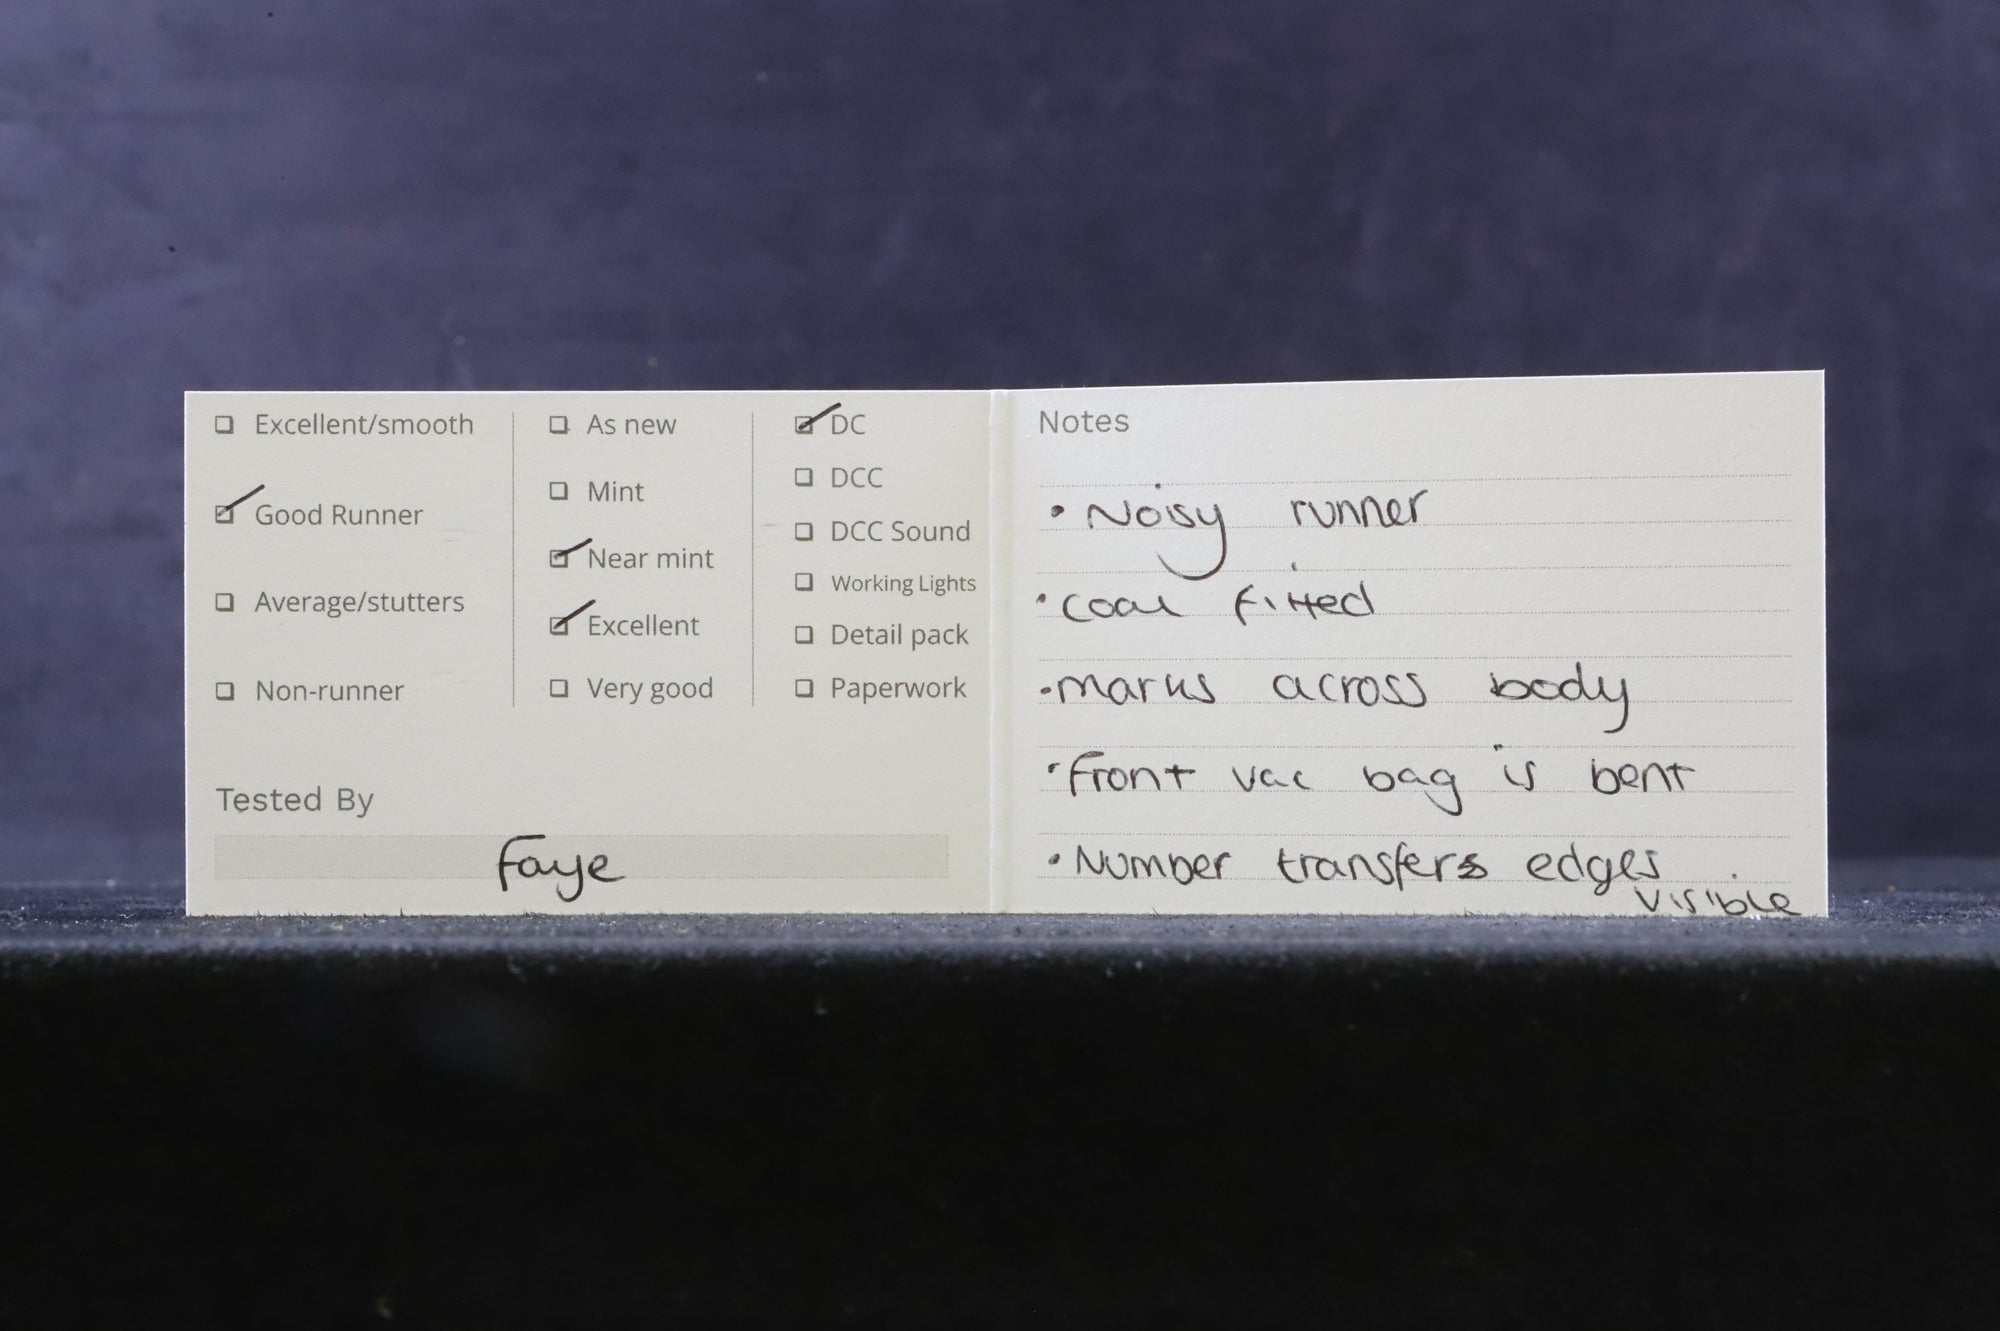 Excellent/smooth
Good Runner
Average/stutters
Non-runner
As new
Mint
Near mint
Excellent
Very good
DC
DCC
DCC Sound
Working Lights
Detail pack
Paperwork
Tested By
Faye
Notes
• Noisy runner
• Coal fitted
• marks across body
• Front vac bag is bent
• Number transfers edges
visible